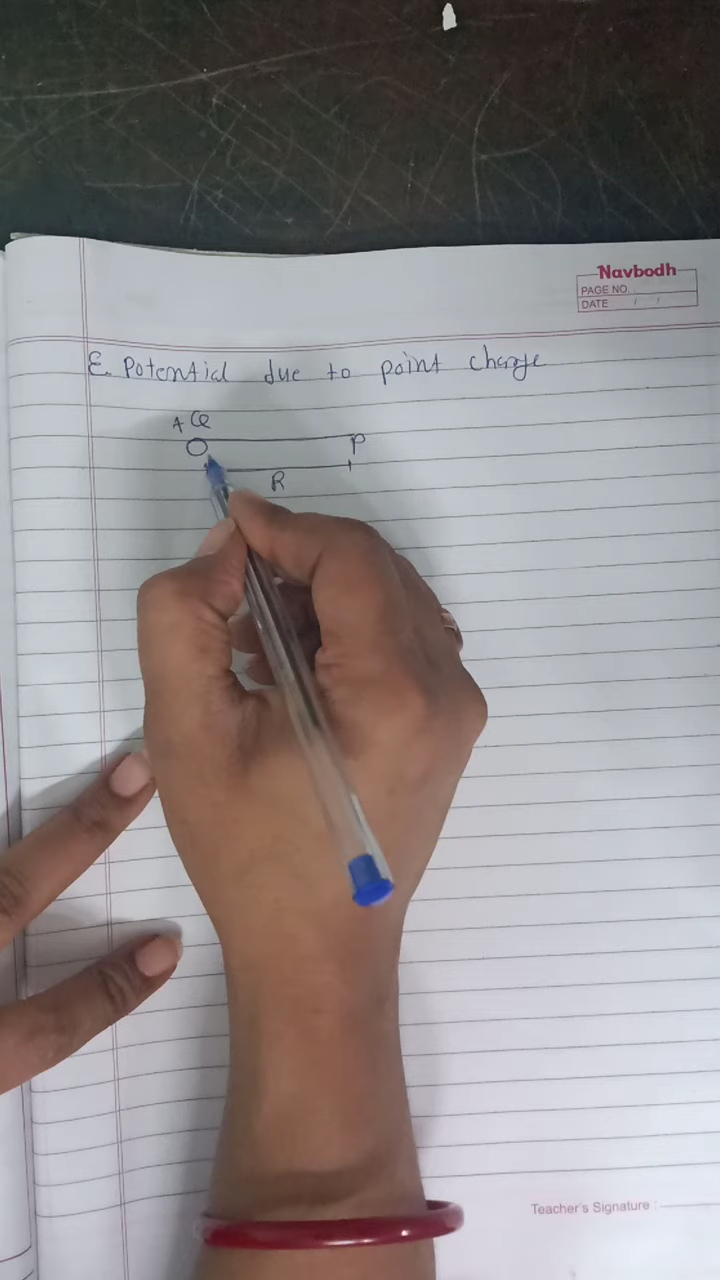 Navbodh
PAGE NO.
DATE / /
E. Potential due to point charge
+Q
P
R
Teacher's Signature :